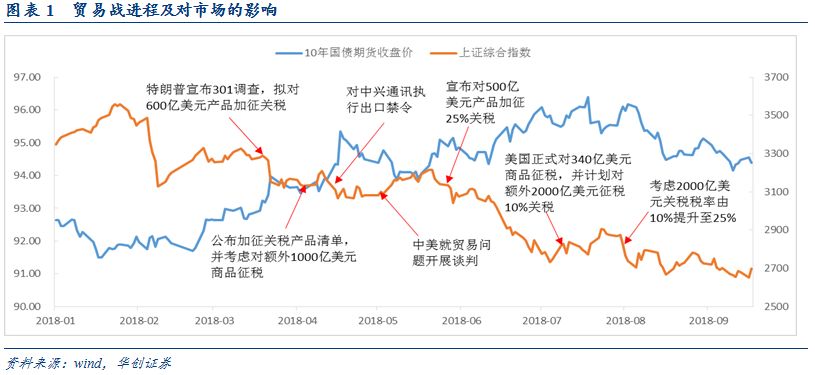 图表 1 贸易战进程及对市场的影响
10年国债期货收盘价 上证综合指数
97.00
96.00
95.00
94.00
93.00
92.00
91.00
90.00
3700
3500
3300
3100
2900
2700
2500
特朗普宣布301调查，拟对
600亿美元产品加征关税
对中兴通讯执
行出口禁令
宣布对500亿
美元产品加征
25%关税
美国正式对340亿美元
商品征税，并计划对
额外2000亿美元征税
10%关税
考虑2000亿美
元关税税率由
10%提升至25%
公布加征关税产品清单，
并考虑对额外1000亿美元
商品征税
中美就贸易问
题开展谈判
2018-01 2018-02 2018-03 2018-04 2018-05 2018-06 2018-07 2018-08 2018-09
资料来源：wind，华创证券